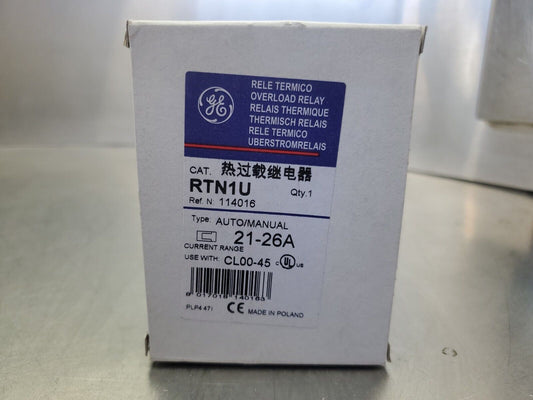 RELE TERMICO
OVERLOAD RELAY
RELAIS THERMIQUE
THERMISCH RELAIS
RELE TERMICO
UBERSTROMRELAIS
CAT. 热过载继电器
RTN1U Qty.1
Ref. N: 114016
Type: AUTO/MANUAL
21-26A
CURRENT RANGE
USE WITH: CL00-45 c UL us
CE MADE IN POLAND